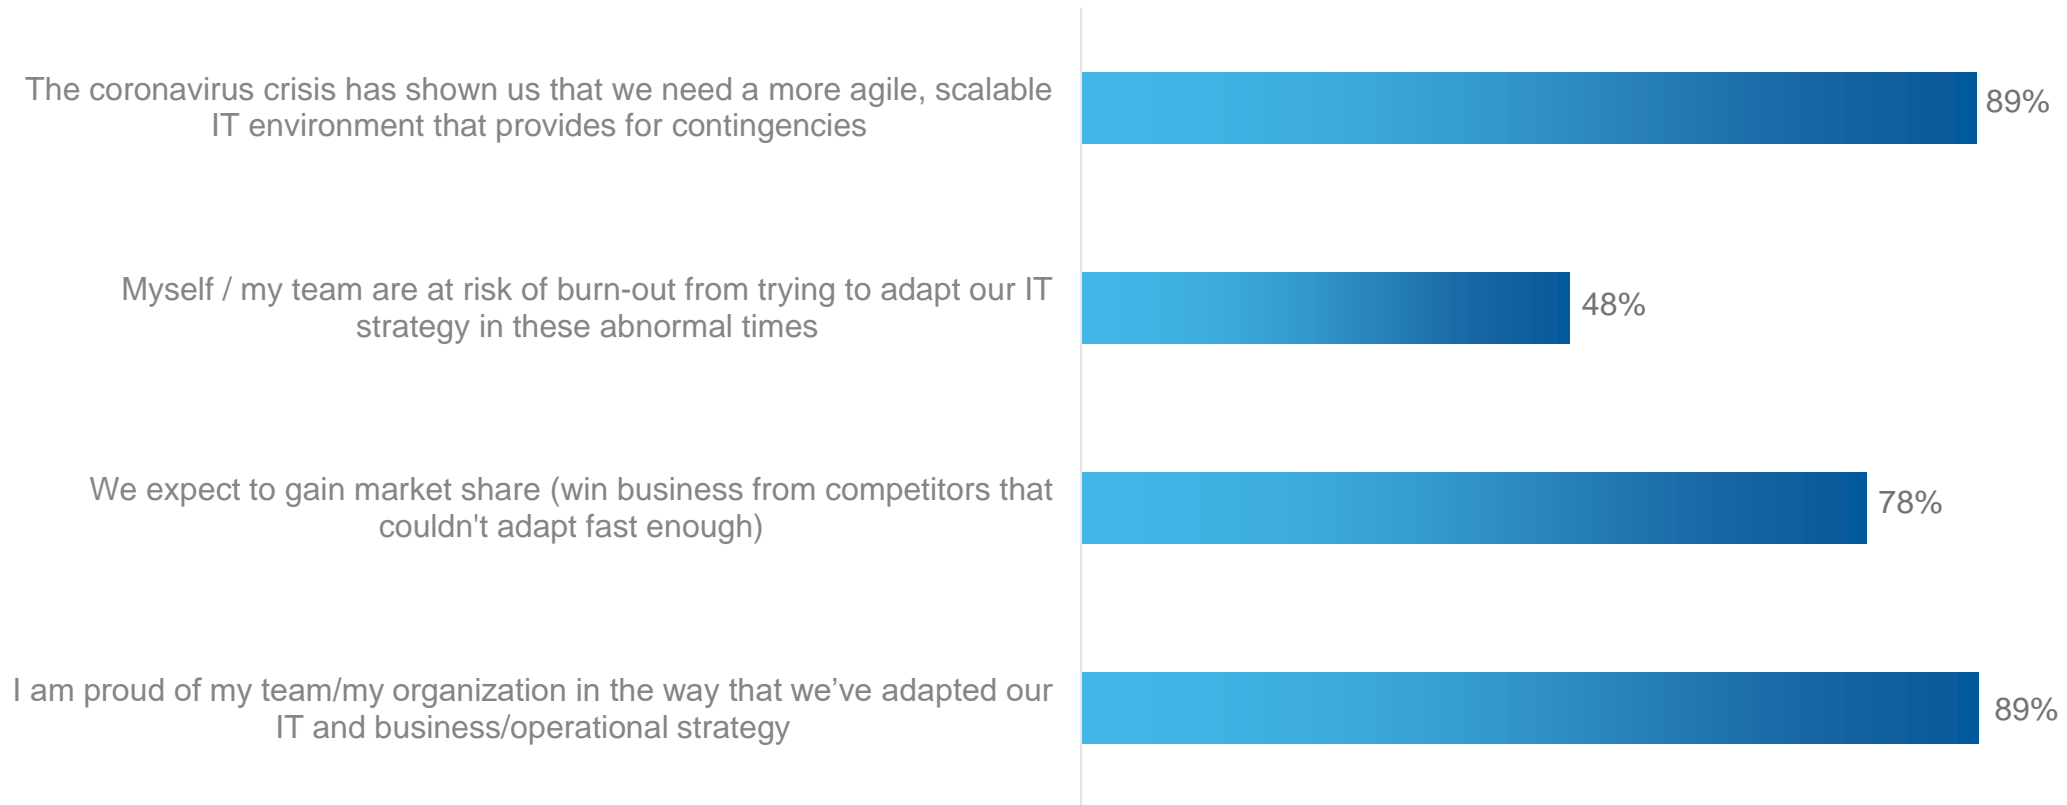 The coronavirus crisis has shown us that we need a more agile, scalable
IT environment that provides for contingencies
89%
Myself / my team are at risk of burn-out from trying to adapt our IT
strategy in these abnormal times
48%
We expect to gain market share (win business from competitors that
couldn't adapt fast enough)
78%
I am proud of my team/my organization in the way that we’ve adapted our
IT and business/operational strategy
89%